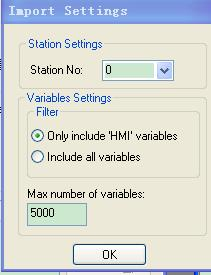 Import Settings
Station Settings
Station No: 0
Variables Settings
Filter
Only include 'HMI' variables
Include all variables
Max number of variables:
5000
OK